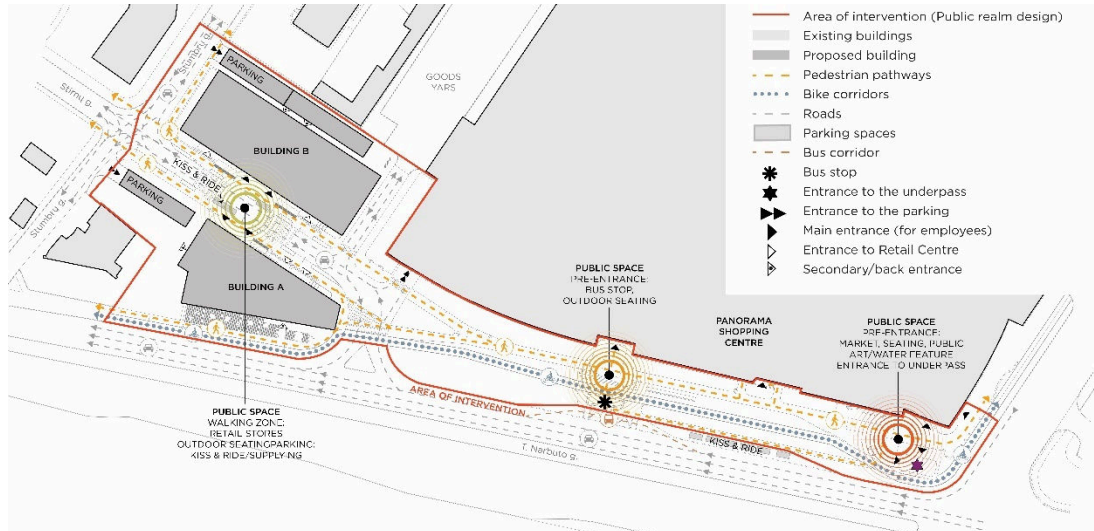 Area of intervention (Public realm design)
Existing buildings
Proposed building
Pedestrian pathways
Bike corridors
Roads
Parking spaces
Bus corridor
Bus stop
Entrance to the underpass
Entrance to the parking
Main entrance (for employees)
Entrance to Retail Centre
Secondary/back entrance
Stumbru g.
Stirnu g.
PARKING
GOODS
YARS
BUILDING B
KISS & RIDE
PARKING
Stumbru g.
BUILDING A
PUBLIC SPACE
PRE-ENTRANCE:
BUS STOP,
OUTDOOR SEATING
PANORAMA
SHOPPING
CENTRE
PUBLIC SPACE
PRE-ENTRANCE:
MARKET, SEATING, PUBLIC
ART/WATER FEATURE
ENTRANCE TO UNDERPASS
AREA OF INTERVENTION
PUBLIC SPACE
WALKING ZONE:
RETAIL STORES
OUTDOOR SEATINGPARKING:
KISS & RIDE/SUPPLYING
KISS & RIDE
T. Narbuto g.